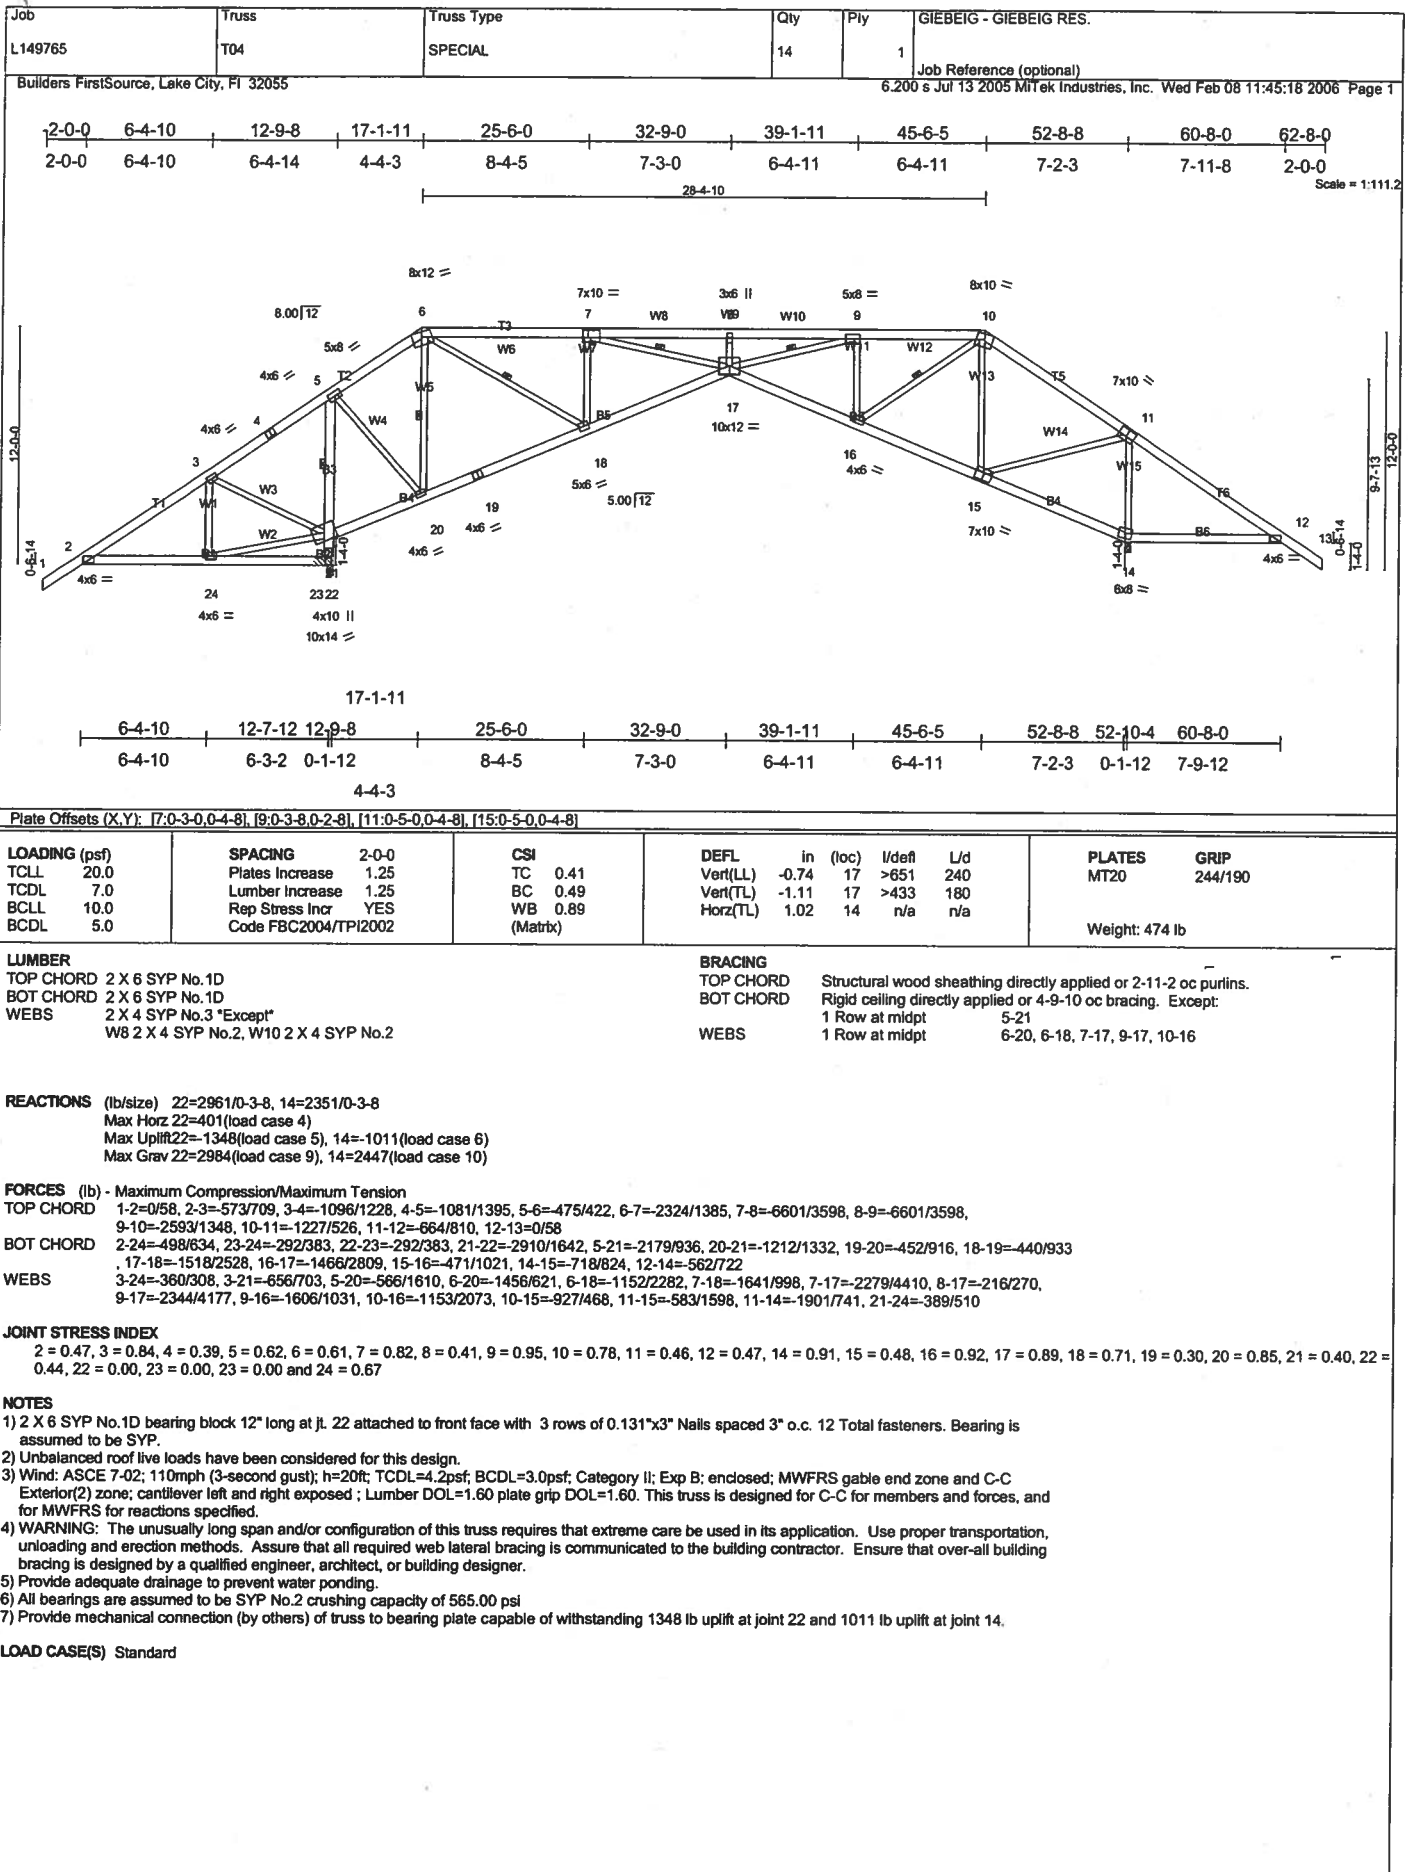 Job Truss Truss Type Qty Ply GIEBEIG - GIEBEIG RES.
L149765 T04 SPECIAL 14 1
Job Reference (optional)
Builders FirstSource, Lake City, Fl 32055 6.200 s Jul 13 2005 MiTek Industries, Inc. Wed Feb 08 11:45:18 2006 Page 1
2-0-0 6-4-10 12-9-8 17-1-11 25-6-0 32-9-0 39-1-11 45-6-5 52-8-8 60-8-0 62-8-0
2-0-0 6-4-10 6-4-14 4-4-3 8-4-5 7-3-0 6-4-11 6-4-11 7-2-3 7-11-8 2-0-0
Scale = 1:111.2
28-4-10
8x12 =
7x10 = 3x6 || 5x8 = 8x10 =
8.00|12 6 7 W8 W9 W10 9 10
T3
5x8 = W6 W7 W11 W12
4x6 = 5 T2 W5 W13 T5 7x10 =
4x6 = 4 W4 B5 17 11
10x12 = W14
3 B3 18 16 W15
12-0-0 5x6 = 4x6 = 9-7-13 12-0-0
T1 W1 W3 B4 19 5.00|12 15 B4 T6
4x6 = 7x10 =
2 W2 20 B6 12
0-6-14 1 1-4-0 4x6 = 1-4-0 13 0-6-14 1-4-0
4x6 = 14 4x6 =
24 23 22 6x8 =
4x6 = 4x10 ||
10x14 =
17-1-11
6-4-10 12-7-12 12-9-8 25-6-0 32-9-0 39-1-11 45-6-5 52-8-8 52-10-4 60-8-0
6-4-10 6-3-2 0-1-12 8-4-5 7-3-0 6-4-11 6-4-11 7-2-3 0-1-12 7-9-12
4-4-3
Plate Offsets (X,Y): [7:0-3-0,0-4-8], [9:0-3-8,0-2-8], [11:0-5-0,0-4-8], [15:0-5-0,0-4-8]
LOADING (psf) SPACING 2-0-0 CSI DEFL in (loc) l/defl L/d PLATES GRIP
TCLL 20.0 Plates Increase 1.25 TC 0.41 Vert(LL) -0.74 17 >651 240 MT20 244/190
TCDL 7.0 Lumber Increase 1.25 BC 0.49 Vert(TL) -1.11 17 >433 180
BCLL 10.0 Rep Stress Incr YES WB 0.89 Horz(TL) 1.02 14 n/a n/a
BCDL 5.0 Code FBC2004/TPI2002 (Matrix) Weight: 474 lb
LUMBER BRACING
TOP CHORD 2 X 6 SYP No.1D TOP CHORD Structural wood sheathing directly applied or 2-11-2 oc purlins.
BOT CHORD 2 X 6 SYP No.1D BOT CHORD Rigid ceiling directly applied or 4-9-10 oc bracing. Except:
WEBS 2 X 4 SYP No.3 *Except* 1 Row at midpt 5-21
W8 2 X 4 SYP No.2, W10 2 X 4 SYP No.2 WEBS 1 Row at midpt 6-20, 6-18, 7-17, 9-17, 10-16
REACTIONS (lb/size) 22=2961/0-3-8, 14=2351/0-3-8
Max Horz 22=401(load case 4)
Max Uplift22=-1348(load case 5), 14=-1011(load case 6)
Max Grav 22=2984(load case 9), 14=2447(load case 10)
FORCES (lb) - Maximum Compression/Maximum Tension
TOP CHORD 1-2=0/58, 2-3=-573/709, 3-4=-1096/1228, 4-5=-1081/1395, 5-6=-475/422, 6-7=-2324/1385, 7-8=-6601/3598, 8-9=-6601/3598,
9-10=-2593/1348, 10-11=-1227/526, 11-12=-664/810, 12-13=0/58
BOT CHORD 2-24=-498/634, 23-24=-292/383, 22-23=-292/383, 21-22=-2910/1642, 5-21=-2179/936, 20-21=-1212/1332, 19-20=-452/916, 18-19=-440/933
, 17-18=-1518/2528, 16-17=-1466/2809, 15-16=-471/1021, 14-15=-718/824, 12-14=-562/722
WEBS 3-24=-360/308, 3-21=-656/703, 5-20=-566/1610, 6-20=-1456/621, 6-18=-1152/2282, 7-18=-1641/998, 7-17=-2279/4410, 8-17=-216/270,
9-17=-2344/4177, 9-16=-1606/1031, 10-16=-1153/2073, 10-15=-927/468, 11-15=-583/1598, 11-14=-1901/741, 21-24=-389/510
JOINT STRESS INDEX
2 = 0.47, 3 = 0.84, 4 = 0.39, 5 = 0.62, 6 = 0.61, 7 = 0.82, 8 = 0.41, 9 = 0.95, 10 = 0.78, 11 = 0.46, 12 = 0.47, 14 = 0.91, 15 = 0.48, 16 = 0.92, 17 = 0.89, 18 = 0.71, 19 = 0.30, 20 = 0.85, 21 = 0.40, 22 =
0.44, 22 = 0.00, 23 = 0.00, 23 = 0.00 and 24 = 0.67
NOTES
1) 2 X 6 SYP No.1D bearing block 12" long at jt. 22 attached to front face with 3 rows of 0.131"x3" Nails spaced 3" o.c. 12 Total fasteners. Bearing is
assumed to be SYP.
2) Unbalanced roof live loads have been considered for this design.
3) Wind: ASCE 7-02; 110mph (3-second gust); h=20ft; TCDL=4.2psf; BCDL=3.0psf; Category II; Exp B; enclosed; MWFRS gable end zone and C-C
Exterior(2) zone; cantilever left and right exposed ; Lumber DOL=1.60 plate grip DOL=1.60. This truss is designed for C-C for members and forces, and
for MWFRS for reactions specified.
4) WARNING: The unusually long span and/or configuration of this truss requires that extreme care be used in its application. Use proper transportation,
unloading and erection methods. Assure that all required web lateral bracing is communicated to the building contractor. Ensure that over-all building
bracing is designed by a qualified engineer, architect, or building designer.
5) Provide adequate drainage to prevent water ponding.
6) All bearings are assumed to be SYP No.2 crushing capacity of 565.00 psi
7) Provide mechanical connection (by others) of truss to bearing plate capable of withstanding 1348 lb uplift at joint 22 and 1011 lb uplift at joint 14.
LOAD CASE(S) Standard